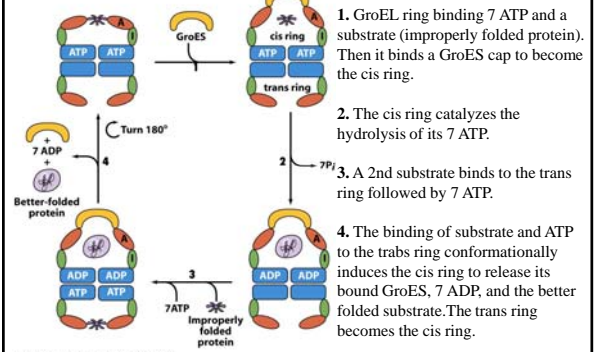 GroES
A
I
ATP ATP
1
A
cis ring
I
ATP ATP
trans ring
Turn 180°
+
7 ADP
+
Better-folded
protein
4
2
7Pi
A
I
ADP ADP
ATP ATP
3
7ATP
Improperly
folded
protein
A
I
ADP ADP
1. GroEL ring binding 7 ATP and a
substrate (improperly folded protein).
Then it binds a GroES cap to become
the cis ring.
2. The cis ring catalyzes the
hydrolysis of its 7 ATP.
3. A 2nd substrate binds to the trans
ring followed by 7 ATP.
4. The binding of substrate and ATP
to the trabs ring conformationally
induces the cis ring to release its
bound GroES, 7 ADP, and the better
folded substrate.The trans ring
becomes the cis ring.